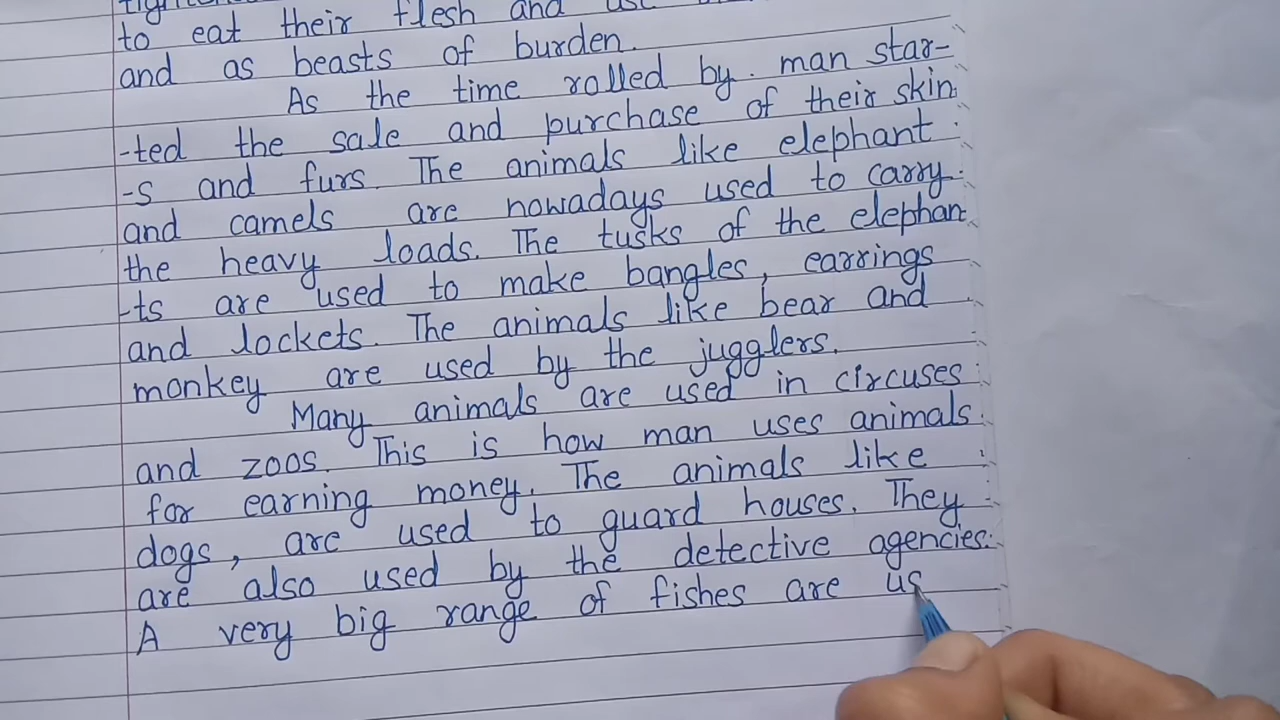 to eat their flesh and
and as beasts of burden.
As the time rolled by. man star-
-ted the sale and purchase of their skin
-s and furs. The animals like elephant
and camels are nowadays used to carry
the heavy loads. The tusks of the elephan
-ts are used to make bangles, earrings
and lockets. The animals like bear and
monkey are used by the jugglers.
Many animals are used in circuses
and zoos. This is how man uses animals
for earning money. The animals like
dogs, are used to guard houses. They
are also used by the detective agencies.
A very big range of fishes are us